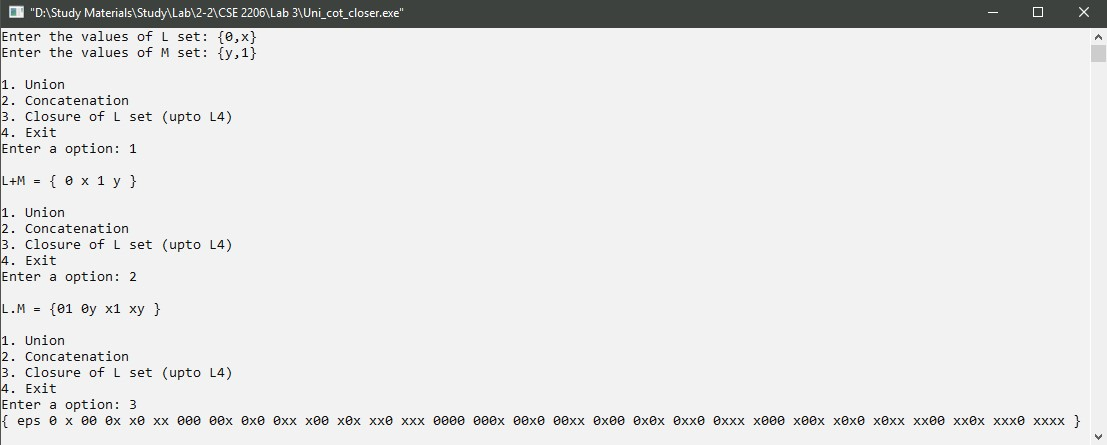 "D:\Study Materials\Study\Lab\2-2\CSE 2206\Lab 3\Uni_cot_closer.exe"
Enter the values of L set: {0,x}
Enter the values of M set: {y,1}
1. Union
2. Concatenation
3. Closure of L set (upto L4)
4. Exit
Enter a option: 1
L+M = { 0 x 1 y }
1. Union
2. Concatenation
3. Closure of L set (upto L4)
4. Exit
Enter a option: 2
L.M = {01 0y x1 xy }
1. Union
2. Concatenation
3. Closure of L set (upto L4)
4. Exit
Enter a option: 3
{ eps 0 x 00 0x x0 xx 000 00x 0x0 0xx x00 x0x xx0 xxx 0000 000x 00x0 00xx 0x00 0x0x 0xx0 0xxx x000 x00x x0x0 x0xx xx00 xx0x xxx0 xxxx }